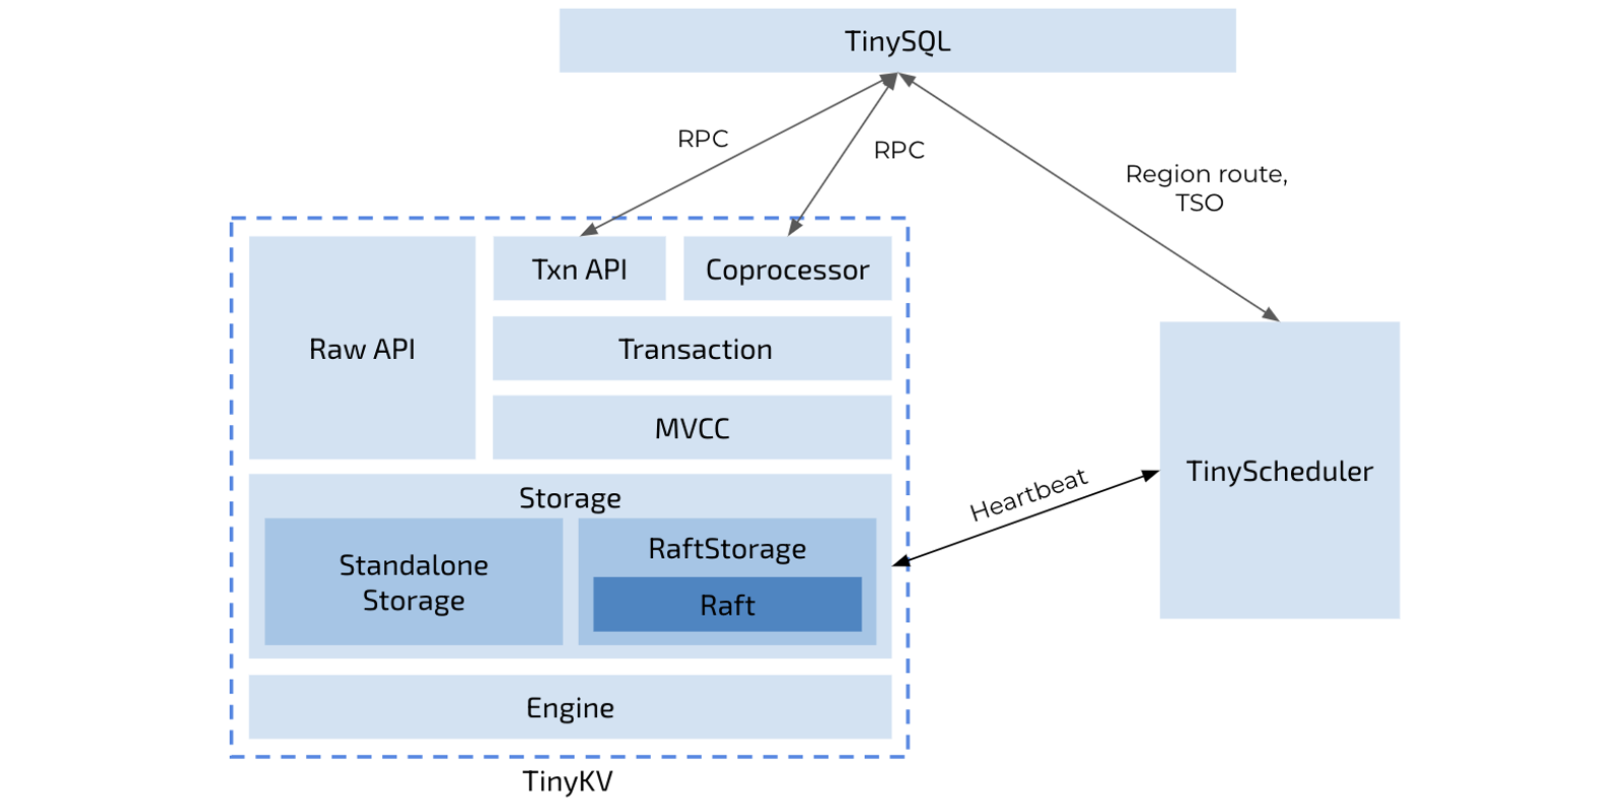 TinySQL
RPC
RPC
Region route,
TSO
Raw API
Txn API
Coprocessor
Transaction
MVCC
Storage
Standalone
Storage
RaftStorage
Raft
Engine
TinyKV
Heartbeat
TinyScheduler